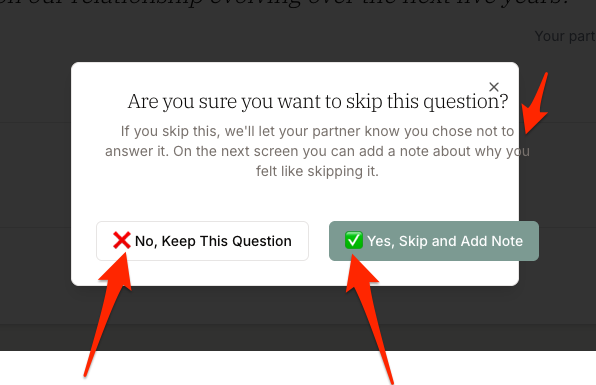 on our relationship evolving over the next five years?
Your part
Are you sure you want to skip this question?
If you skip this, we'll let your partner know you chose not to
answer it. On the next screen you can add a note about why you
felt like skipping it.
❌ No, Keep This Question
✅ Yes, Skip and Add Note